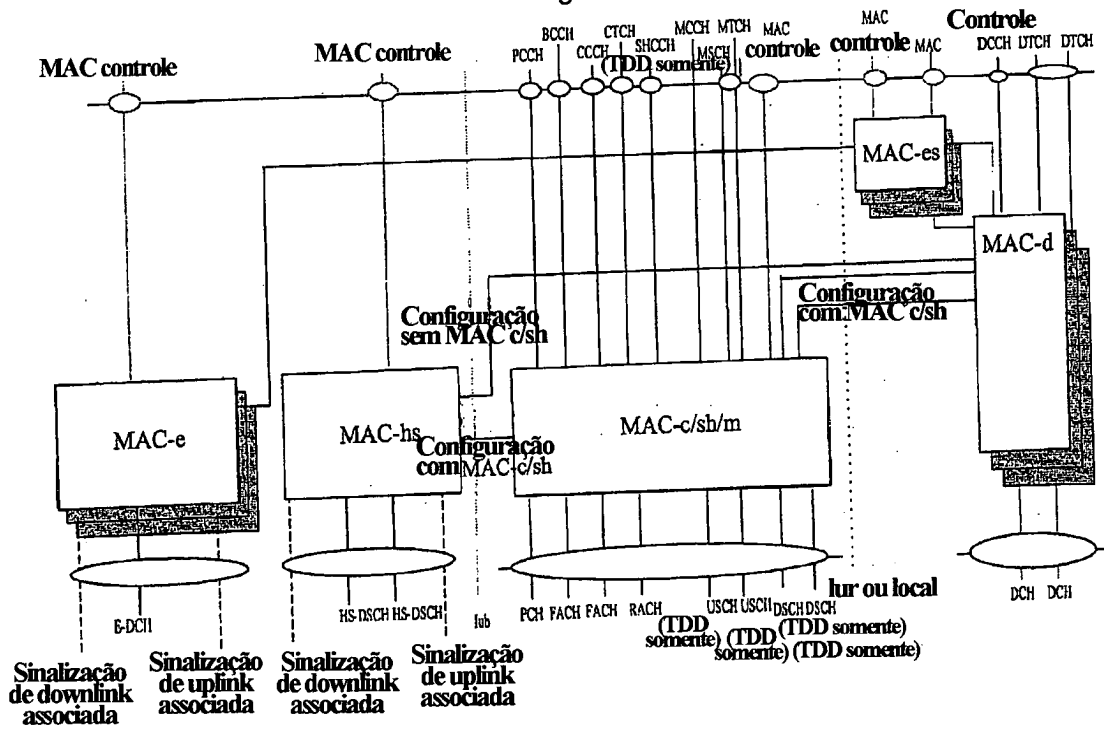 MAC controle
MAC controle
PCCH
BCCH
CCCH
CTCH
SHCCH
(TDD somente)
MCCH
MSCH
MTCH
MAC
controle
MAC
controle
MAC
Controle
DCCH
DTCH
DTCH
MAC-es
MAC-d
Configuração
sem MAC c/sh
Configuração
com MAC c/sh
MAC-e
MAC-hs
MAC-c/sh/m
Configuração
com MAC-c/sh
E-DCH
HS-DSCH
HS-DSCH
Iub
PCH
FACH
FACH
RACH
USCH
USCH
DSCH
DSCH
Iur ou local
DCH
DCH
(TDD
somente)
(TDD
somente)
(TDD somente)
(TDD somente)
Sinalização
de downlink
associada
Sinalização
de uplink
associada
Sinalização
de downlink
associada
Sinalização
de uplink
associada